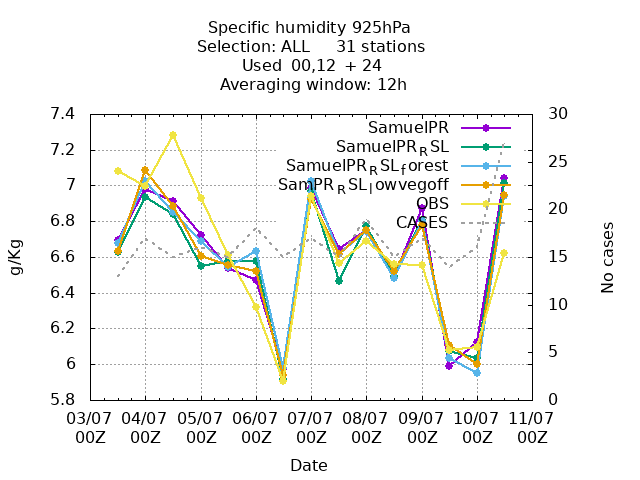 Specific humidity 925hPa
Selection: ALL 31 stations
Used 00,12 + 24
Averaging window: 12h
7.4
7.2
7
6.8
6.6
6.4
6.2
6
5.8
g/Kg
30
25
20
15
10
5
0
No cases
SamuelPR
SamuelPR_RSL
SamuelPR_RSL_forest
SamPR_RSL_lowvegoff
OBS
CASES
03/07 04/07 05/07 06/07 07/07 08/07 09/07 10/07 11/07
00Z 00Z 00Z 00Z 00Z 00Z 00Z 00Z 00Z
Date